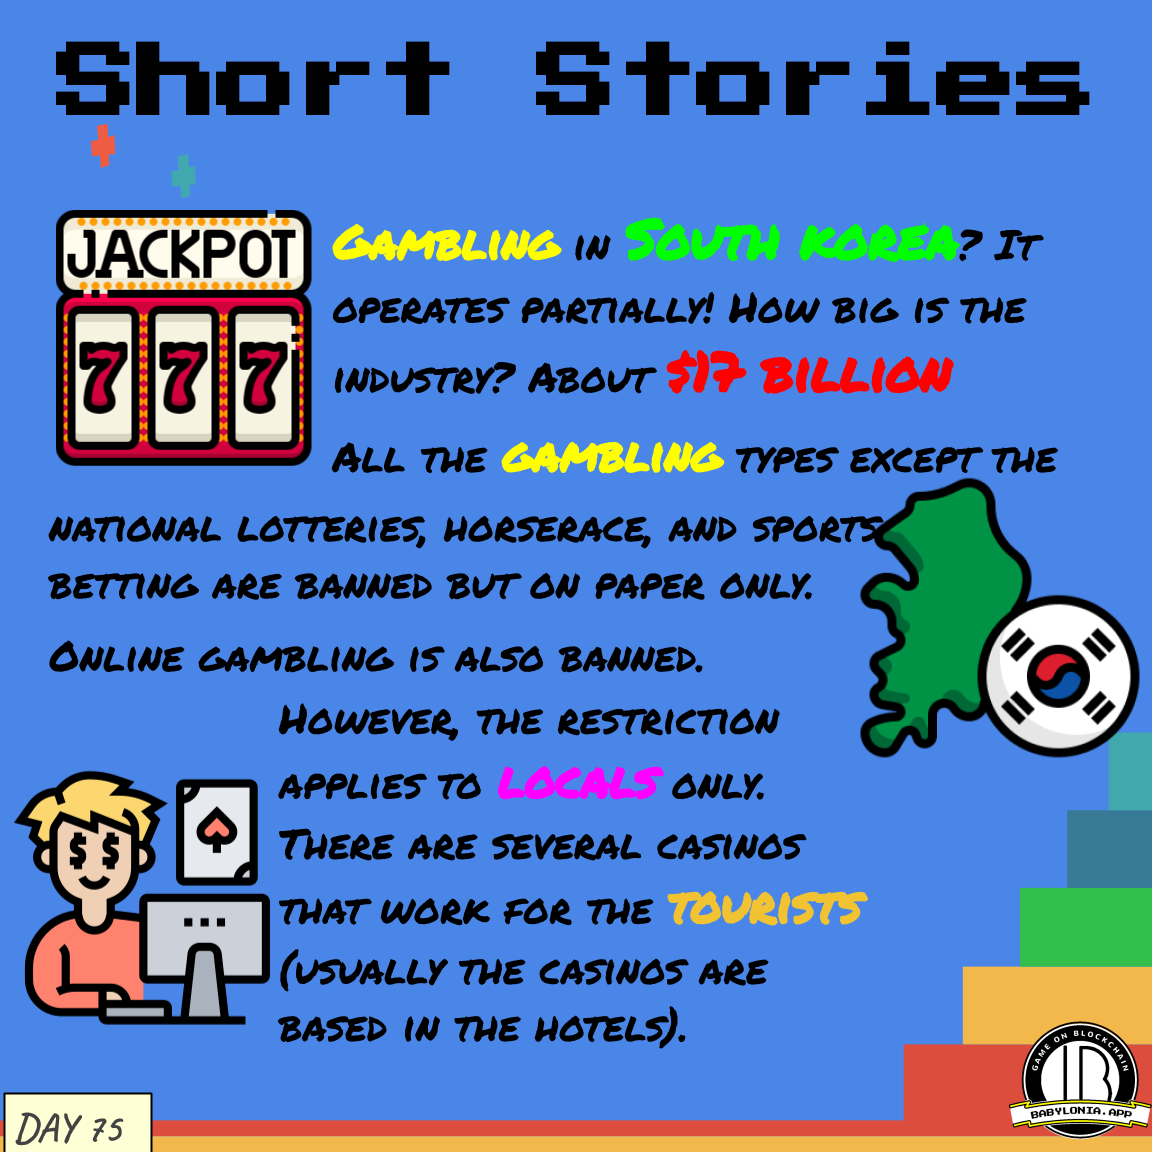 Short Stories
JACKPOT
7 7 7
Gambling in South korea? It
operates partially! How big is the
industry? About $17 billion
All the gambling types except the
national lotteries, horserace, and sports
betting are banned but on paper only.
Online gambling is also banned.
However, the restriction
applies to locals only.
There are several casinos
that work for the tourists
(usually the casinos are
based in the hotels).
$ $
DAY 75
GAME ON BLOCKCHAIN
B
BABYLONIA.APP